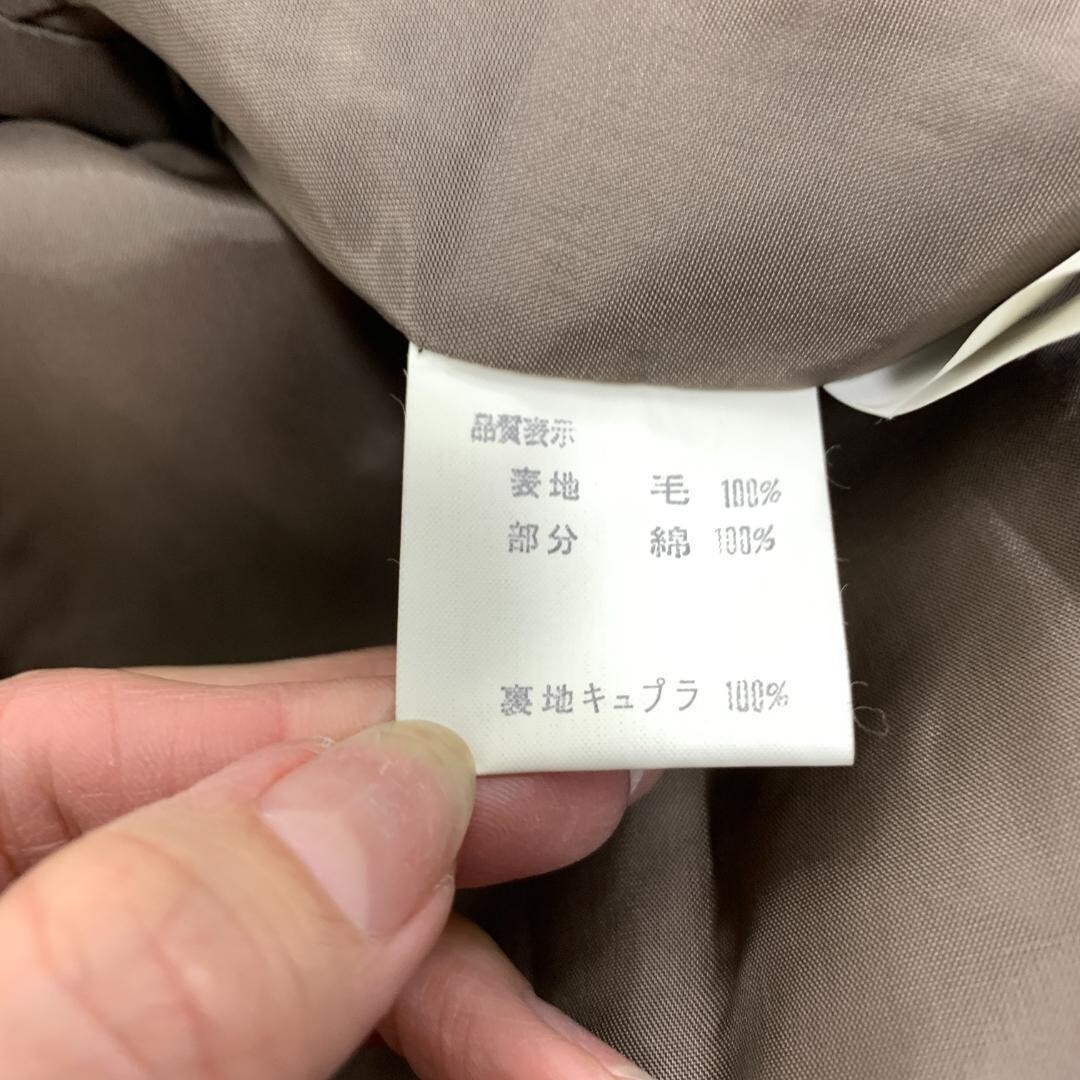 品質表示
表地 毛 100%
部分 綿 100%
裏地キュプラ 100%